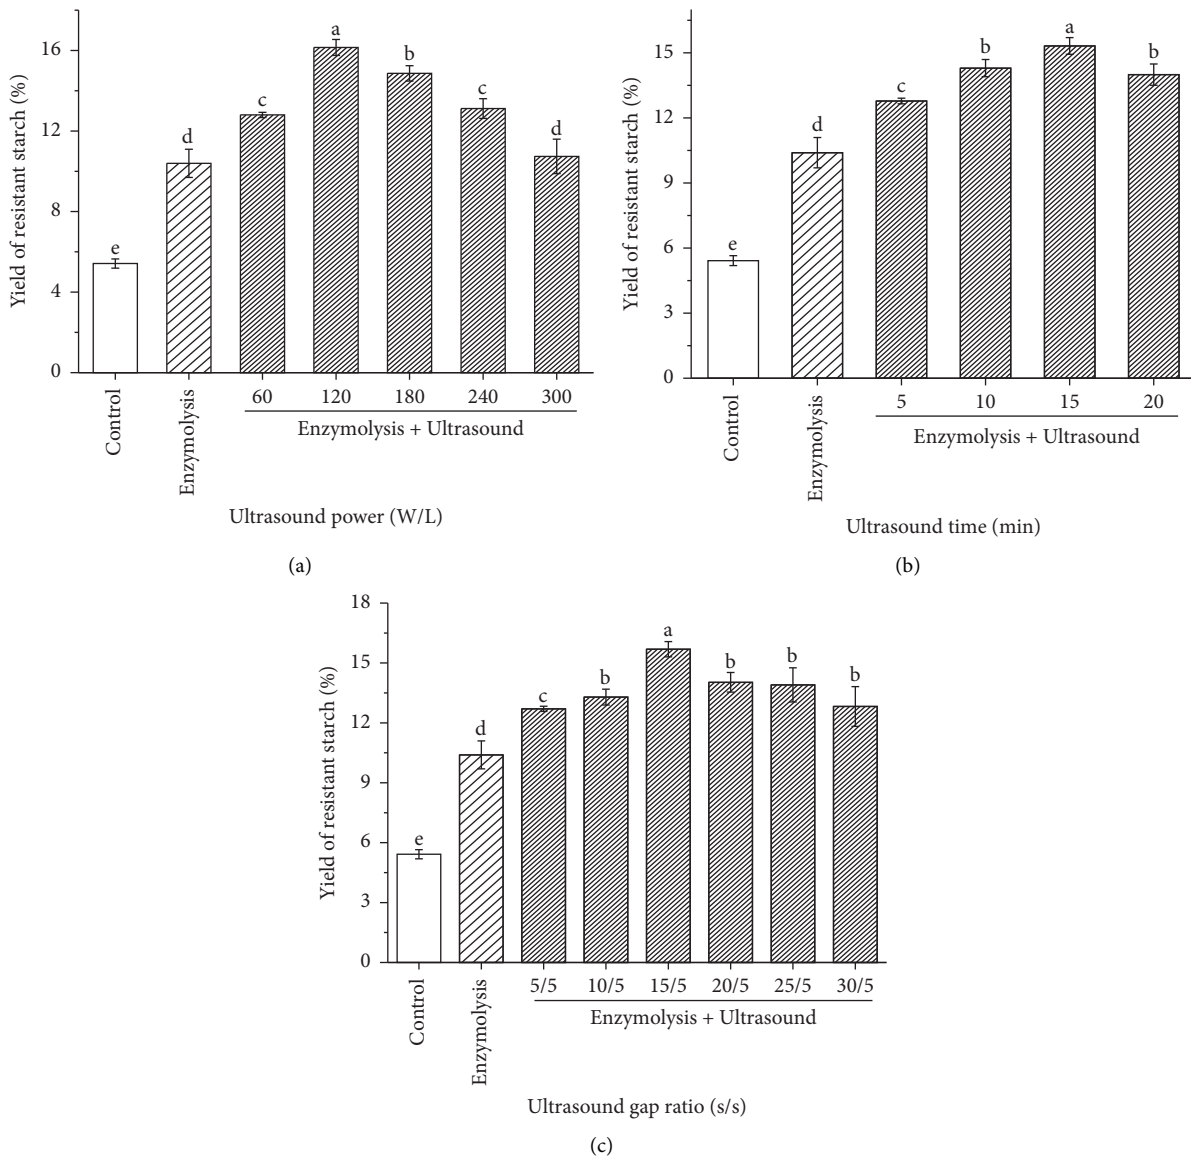 16
12
8
4
0
Yield of resistant starch (%)
e
d
c
a
b
c
d
Control
Enzymolysis
60 120 180 240 300
Enzymolysis + Ultrasound
Ultrasound power (W/L)
(a)
15
12
9
6
3
0
Yield of resistant starch (%)
e
d
c
b
a
b
Control
Enzymolysis
5 10 15 20
Enzymolysis + Ultrasound
Ultrasound time (min)
(b)
18
15
12
9
6
3
0
Yield of resistant starch (%)
e
d
c
b
a
b
b
b
Control
Enzymolysis
5/5 10/5 15/5 20/5 25/5 30/5
Enzymolysis + Ultrasound
Ultrasound gap ratio (s/s)
(c)